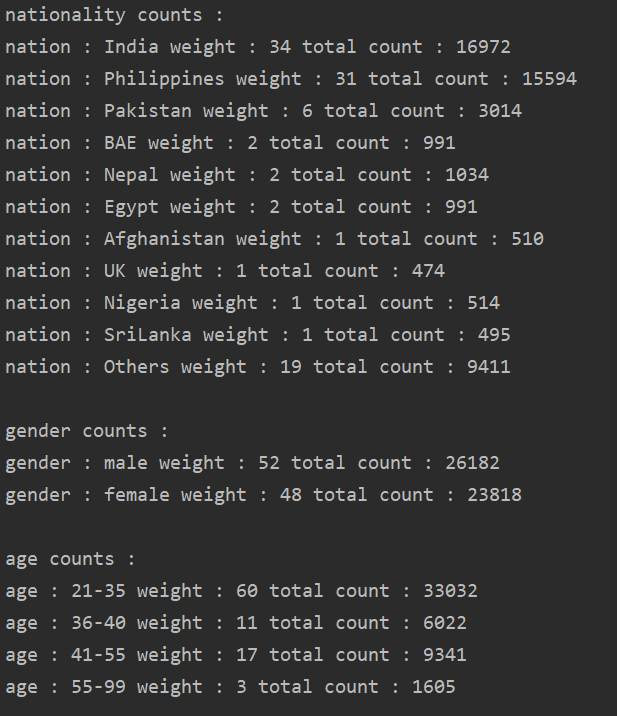 nationality counts :
nation : India weight : 34 total count : 16972
nation : Philippines weight : 31 total count : 15594
nation : Pakistan weight : 6 total count : 3014
nation : BAE weight : 2 total count : 991
nation : Nepal weight : 2 total count : 1034
nation : Egypt weight : 2 total count : 991
nation : Afghanistan weight : 1 total count : 510
nation : UK weight : 1 total count : 474
nation : Nigeria weight : 1 total count : 514
nation : SriLanka weight : 1 total count : 495
nation : Others weight : 19 total count : 9411
gender counts :
gender : male weight : 52 total count : 26182
gender : female weight : 48 total count : 23818
age counts :
age : 21-35 weight : 60 total count : 33032
age : 36-40 weight : 11 total count : 6022
age : 41-55 weight : 17 total count : 9341
age : 55-99 weight : 3 total count : 1605